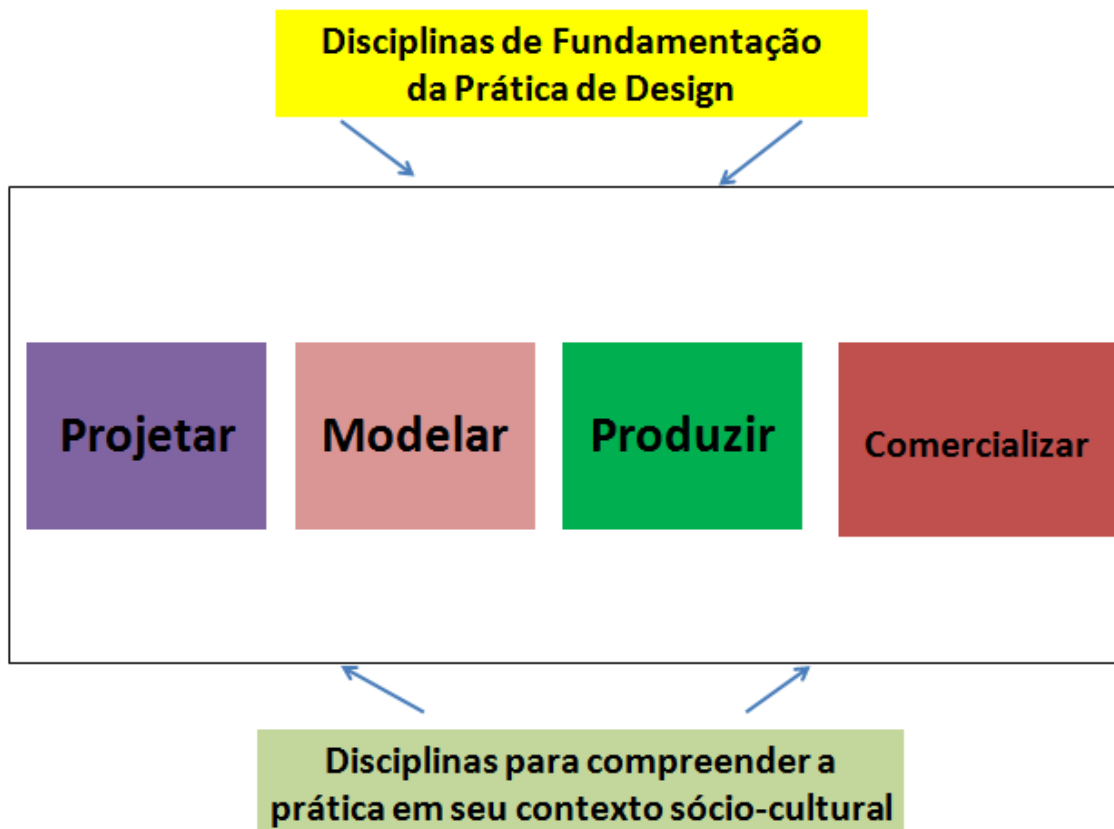 Disciplinas de Fundamentação
da Prática de Design
Projetar
Modelar
Produzir
Comercializar
Disciplinas para compreender a
prática em seu contexto sócio-cultural